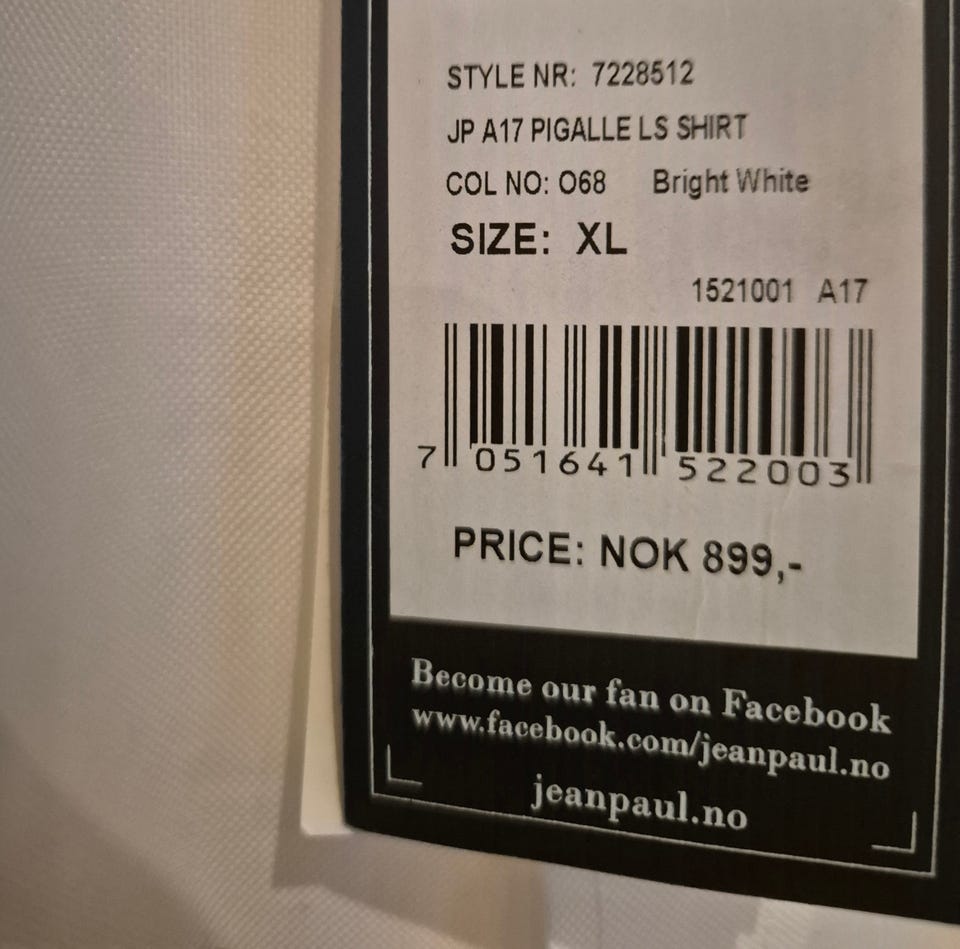 STYLE NR: 7228512
JP A17 PIGALLE LS SHIRT
COL NO: O68 Bright White
SIZE: XL
1521001 A17
7 051641 522003
PRICE: NOK 899,-
Become our fan on Facebook
www.facebook.com/jeanpaul.no
jeanpaul.no